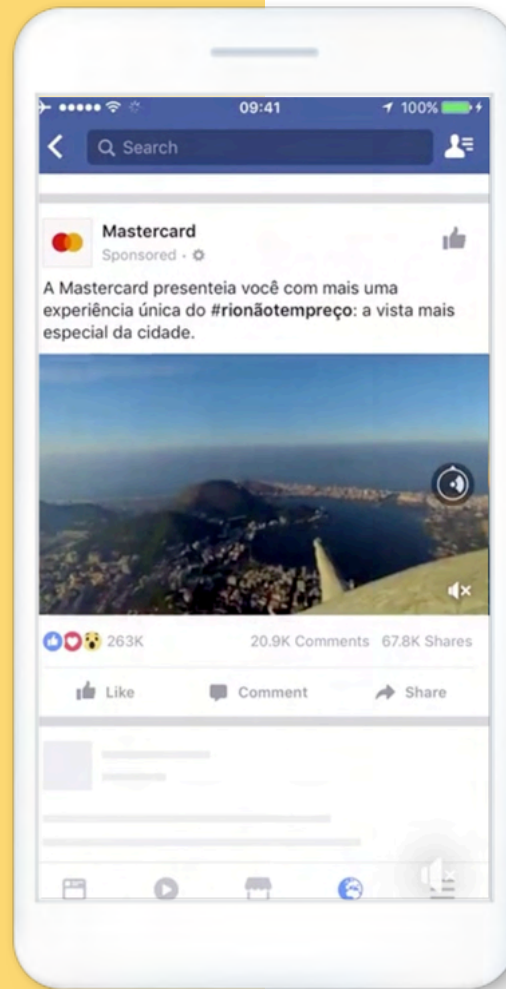 09:41
100%
Search
Mastercard
Sponsored
A Mastercard presenteia você com mais uma
experiência única do #rionãotempreço: a vista mais
especial da cidade.
263K
20.9K Comments 67.8K Shares
Like Comment Share